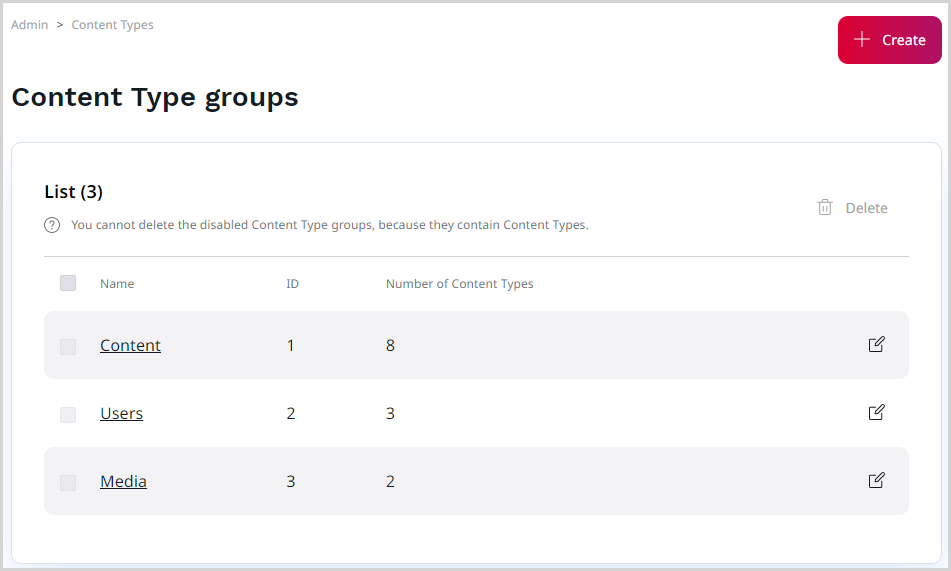 Admin > Content Types
Create
Content Type groups
List (3)
You cannot delete the disabled Content Type groups, because they contain Content Types.
Delete
Name ID Number of Content Types
Content 1 8
Users 2 3
Media 3 2